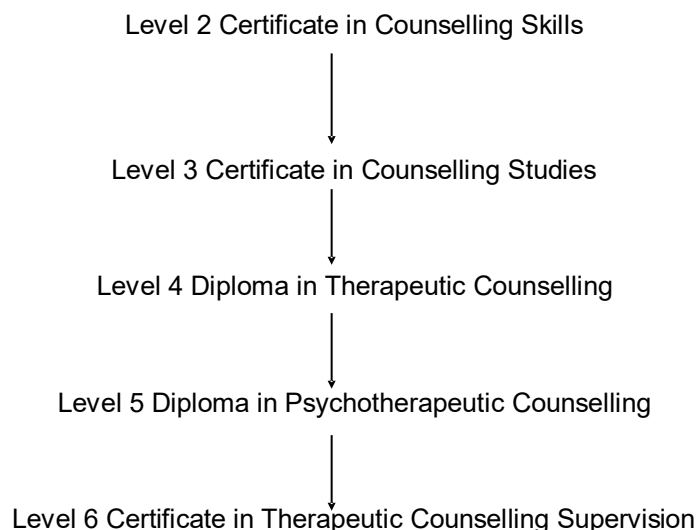 Level 2 Certificate in Counselling Skills
Level 3 Certificate in Counselling Studies
Level 4 Diploma in Therapeutic Counselling
Level 5 Diploma in Psychotherapeutic Counselling
Level 6 Certificate in Therapeutic Counselling Supervision